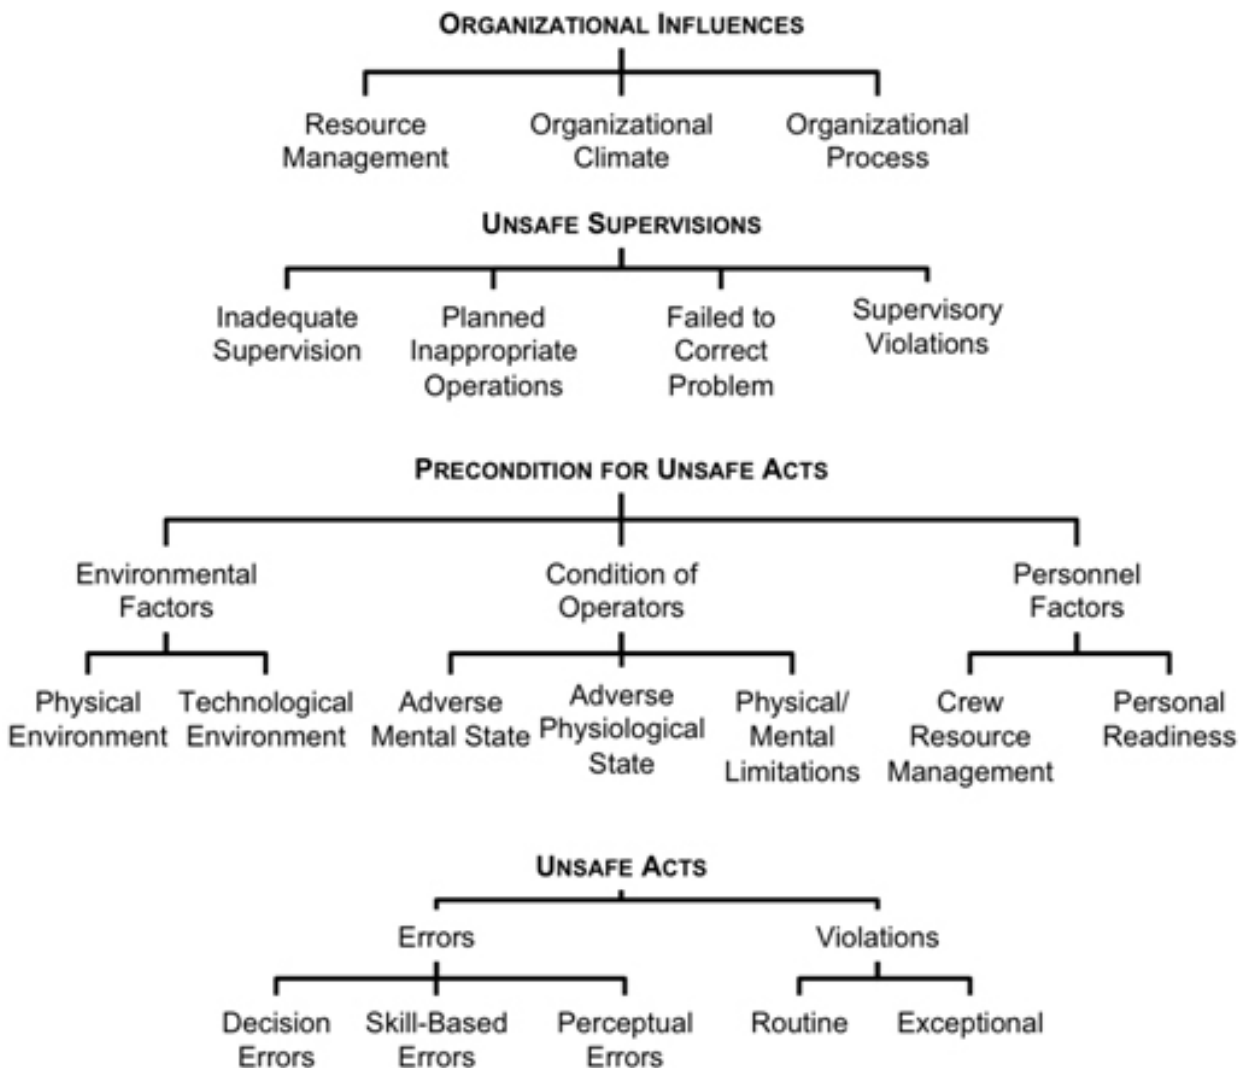 ORGANIZATIONAL INFLUENCES
Resource
Management
Organizational
Climate
Organizational
Process
UNSAFE SUPERVISIONS
Inadequate
Supervision
Planned
Inappropriate
Operations
Failed to
Correct
Problem
Supervisory
Violations
PRECONDITION FOR UNSAFE ACTS
Environmental
Factors
Condition of
Operators
Personnel
Factors
Physical
Environment
Technological
Environment
Adverse
Mental State
Adverse
Physiological
State
Physical/
Mental
Limitations
Crew
Resource
Management
Personal
Readiness
UNSAFE ACTS
Errors
Violations
Decision
Errors
Skill-Based
Errors
Perceptual
Errors
Routine
Exceptional